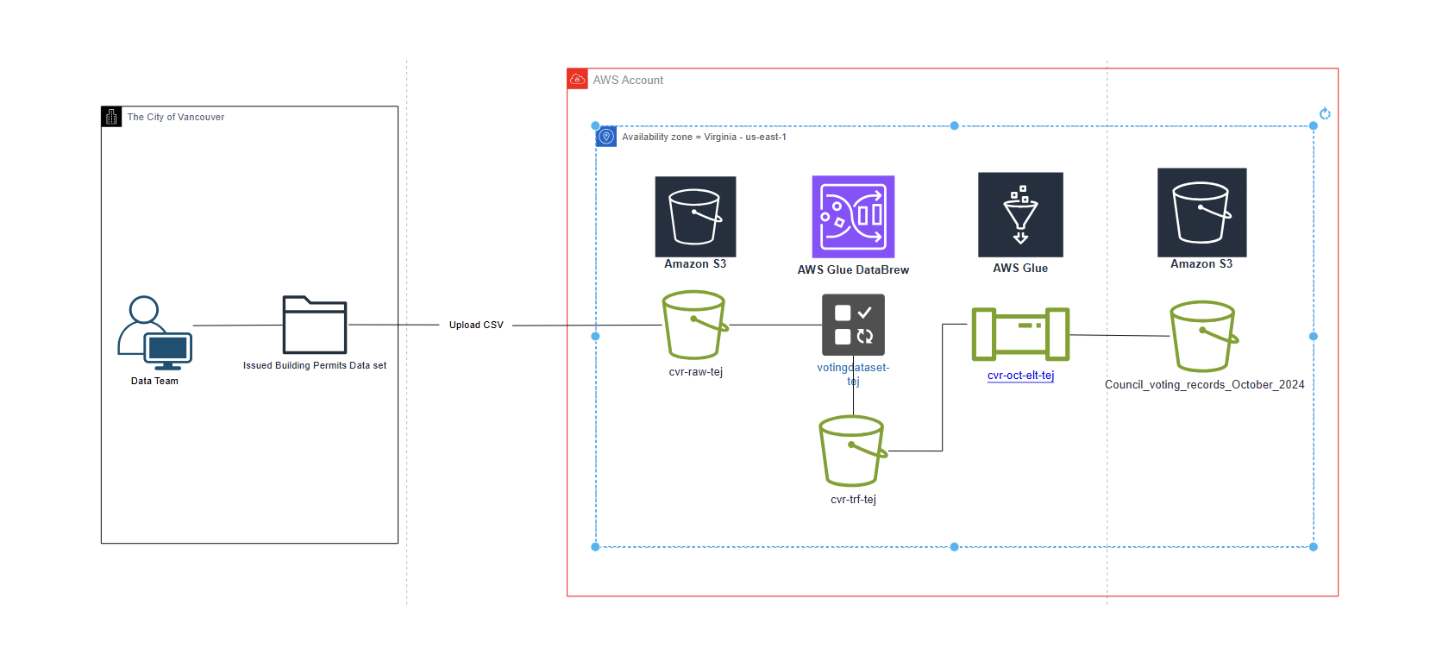 AWS Account
The City of Vancouver
Availability zone = Virginia - us-east-1
Amazon S3
AWS Glue DataBrew
AWS Glue
Amazon S3
Upload CSV
Data Team
Issued Building Permits Data set
cvr-raw-tej
votingdataset-
tej
cvr-oct-elt-tej
Council_voting_records_October_2024
cvr-trf-tej